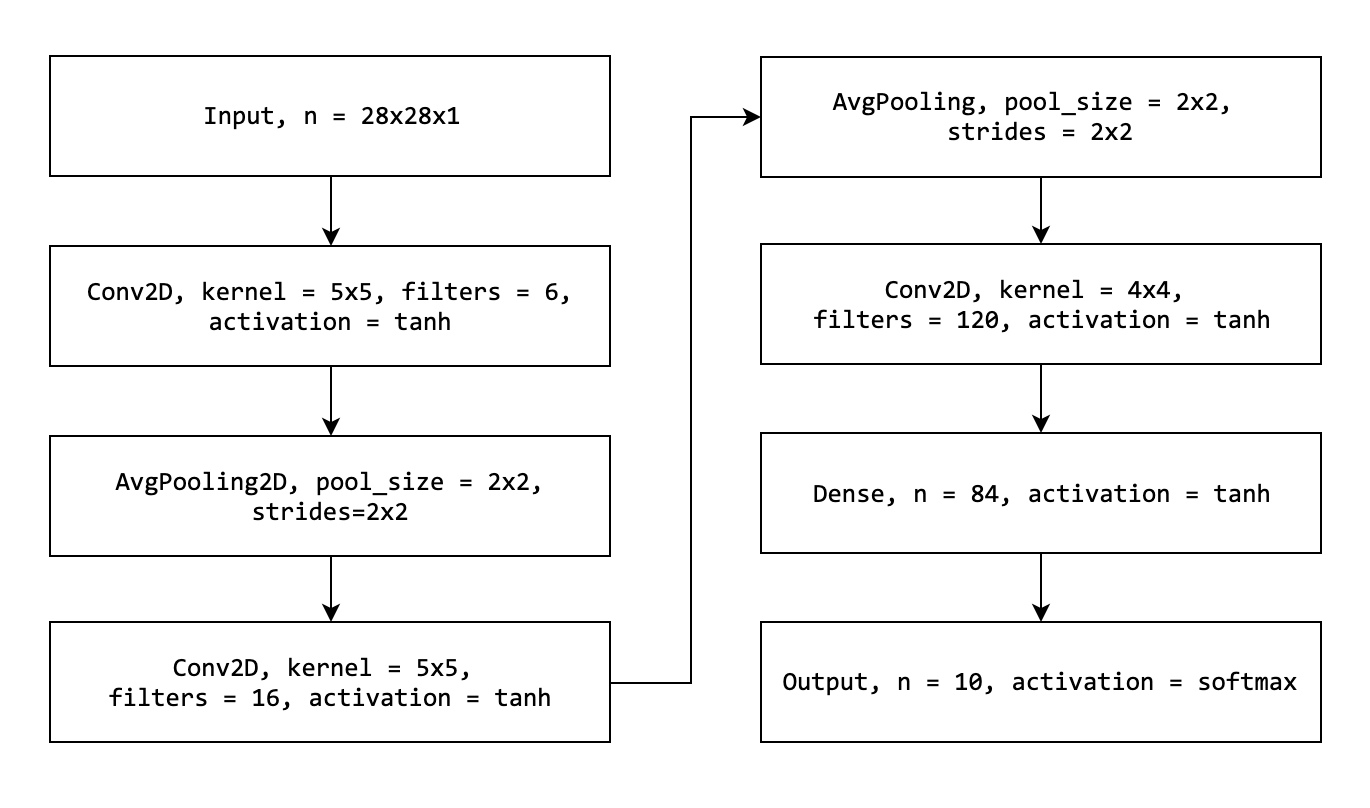 Input, n = 28x28x1
Conv2D, kernel = 5x5, filters = 6,
activation = tanh
AvgPooling2D, pool_size = 2x2,
strides=2x2
Conv2D, kernel = 5x5,
filters = 16, activation = tanh
AvgPooling, pool_size = 2x2,
strides = 2x2
Conv2D, kernel = 4x4,
filters = 120, activation = tanh
Dense, n = 84, activation = tanh
Output, n = 10, activation = softmax